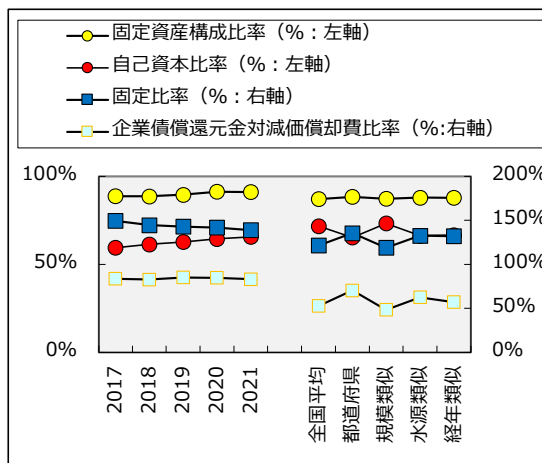 固定資産構成比率（%：左軸）
自己資本比率（%：左軸）
固定比率（%：右軸）
企業債償還元金対減価償却費比率（%:右軸）
100%
50%
0%
200%
150%
100%
50%
0%
2017
2018
2019
2020
2021
全国平均
都道府県
規模類似
水源類似
経年類似